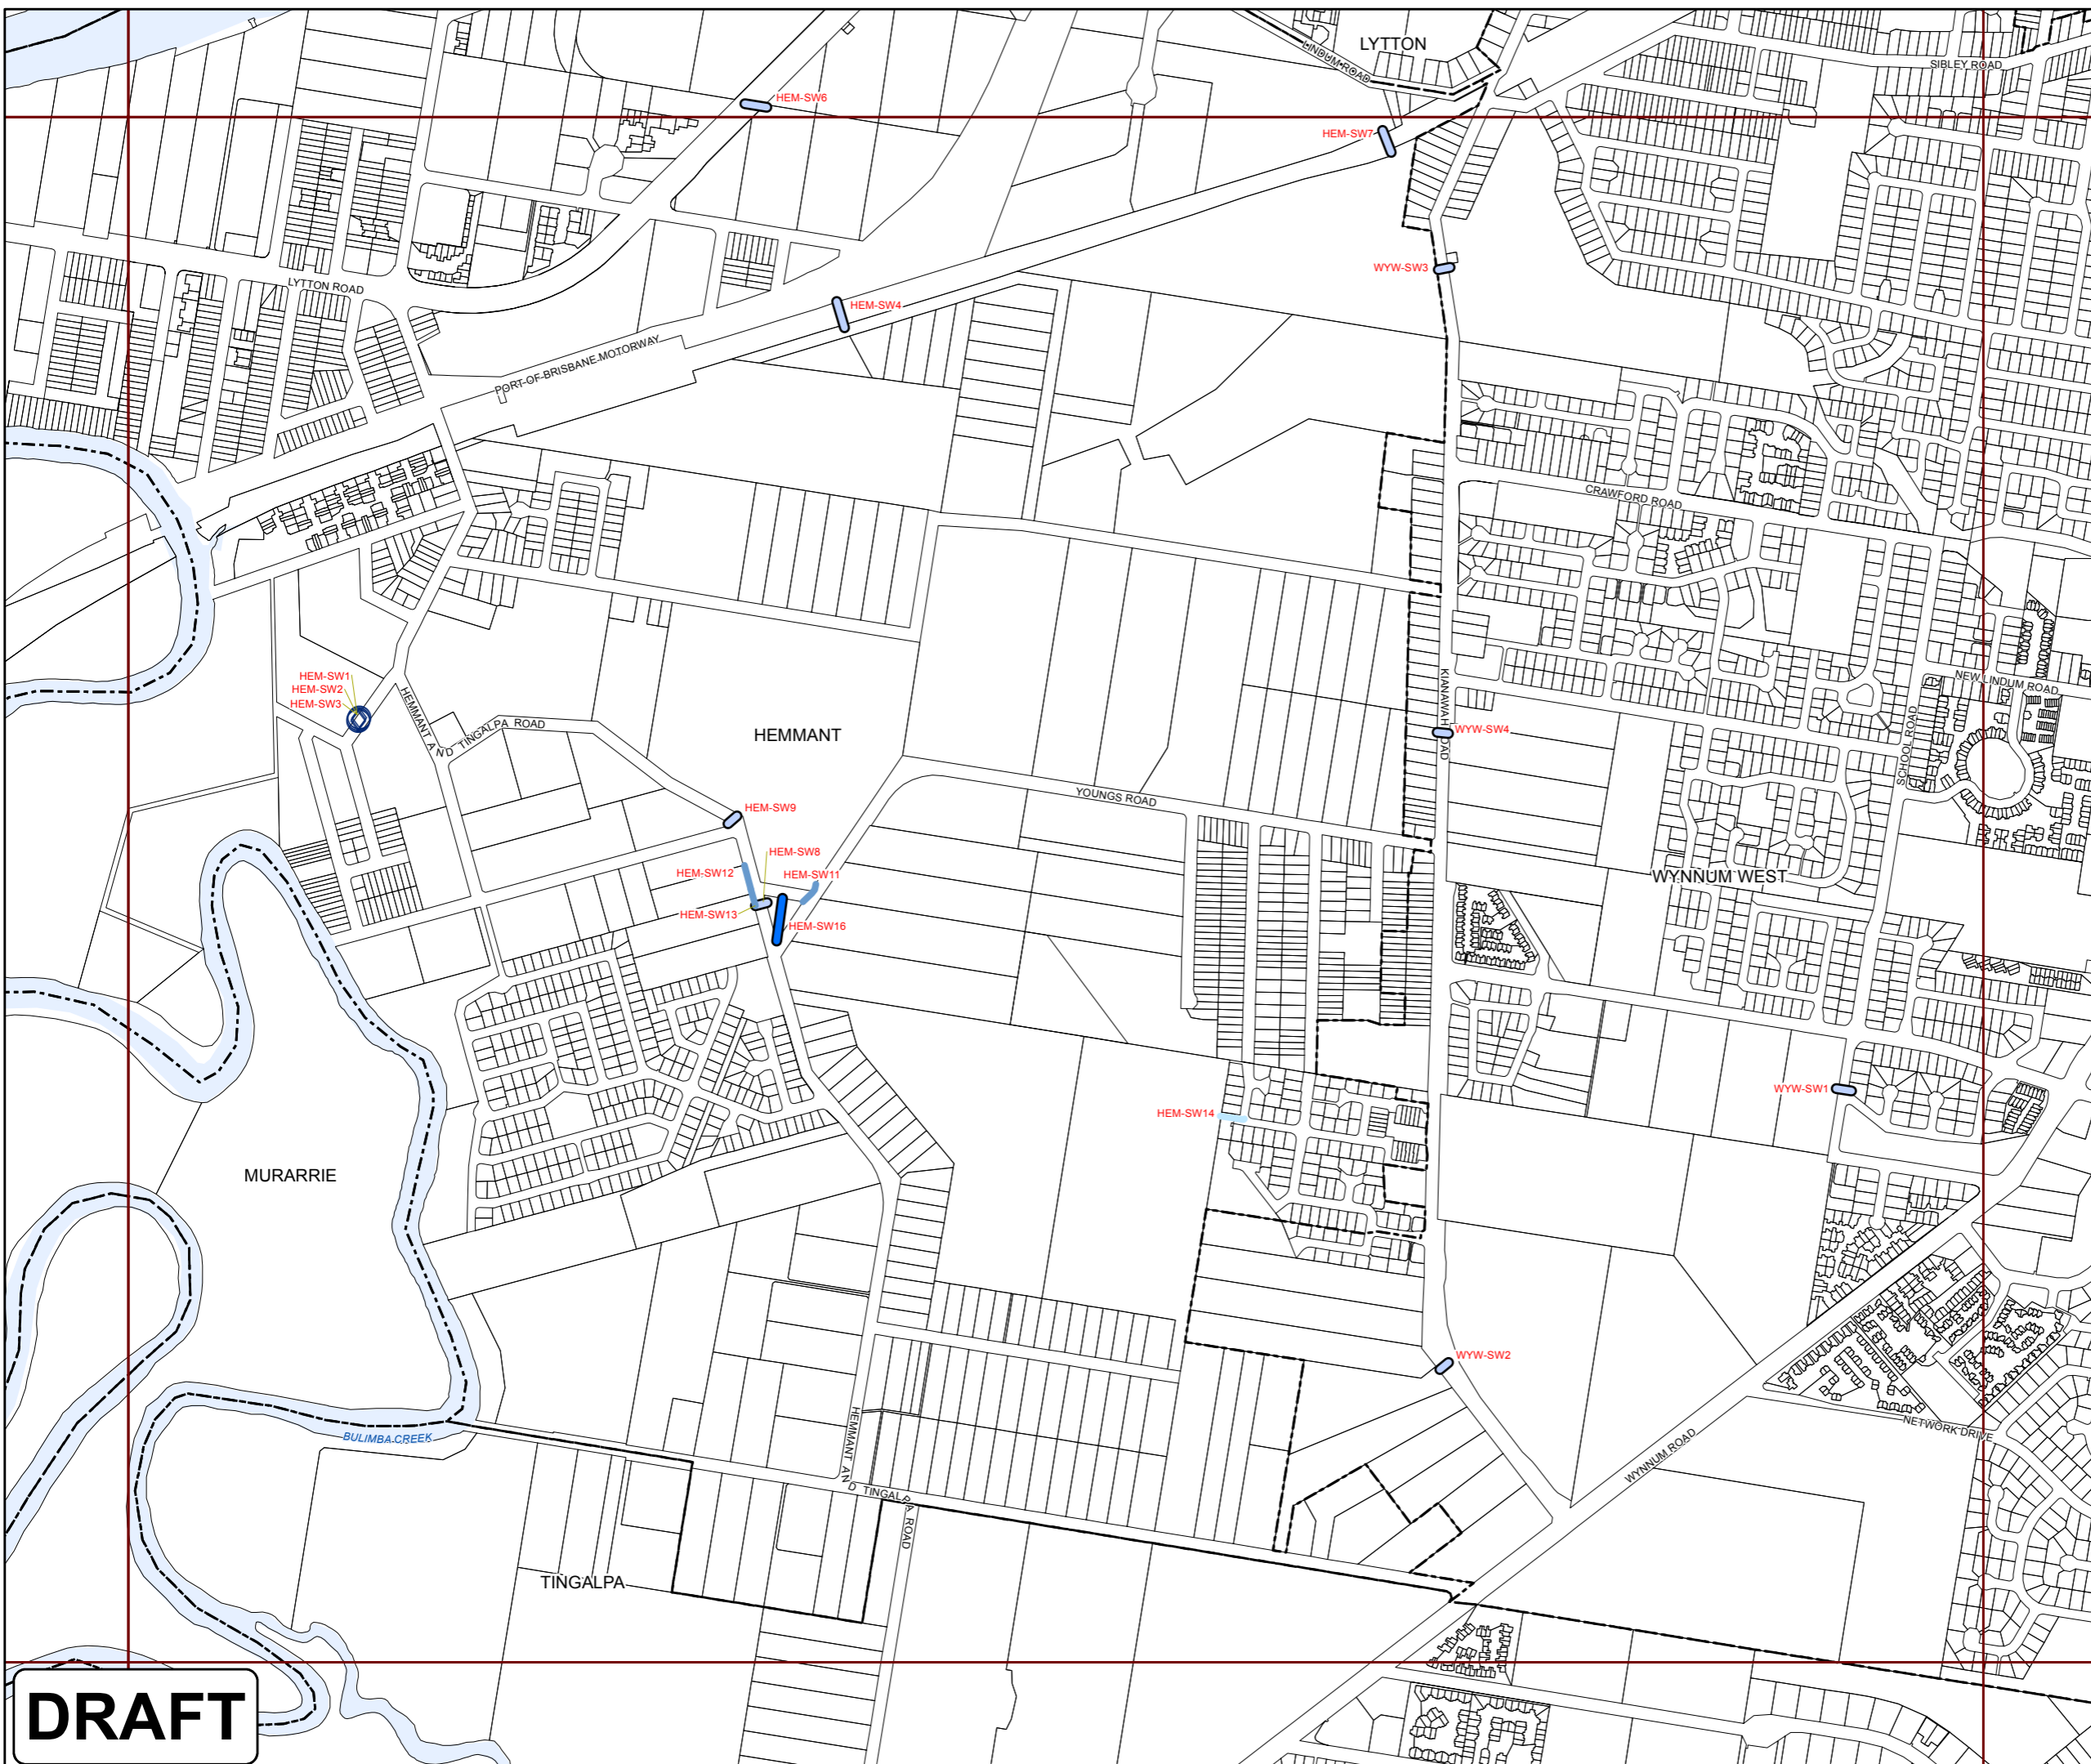 LYTTON
LINDUM ROAD
SIBLEY ROAD
HEM-SW6
HEM-SW7
WYW-SW3
LYTTON ROAD
HEM-SW4
PORT OF BRISBANE MOTORWAY
CRAWFORD ROAD
HEM-SW1
HEM-SW2
HEM-SW3
HEMMANT AND TINGALPA ROAD
HEMMANT
KIANAWAH ROAD
WYW-SW4
NEW LINDUM ROAD
SCHOOL ROAD
YOUNGS ROAD
HEM-SW9
HEM-SW8
HEM-SW12
HEM-SW11
HEM-SW13
HEM-SW16
WYNNUM WEST
WYW-SW1
HEM-SW14
MURARRIE
WYW-SW2
BULIMBA CREEK
HEMMANT AND TINGALPA ROAD
WYNNUM ROAD
NETWORK DRIVE
TINGALPA
DRAFT